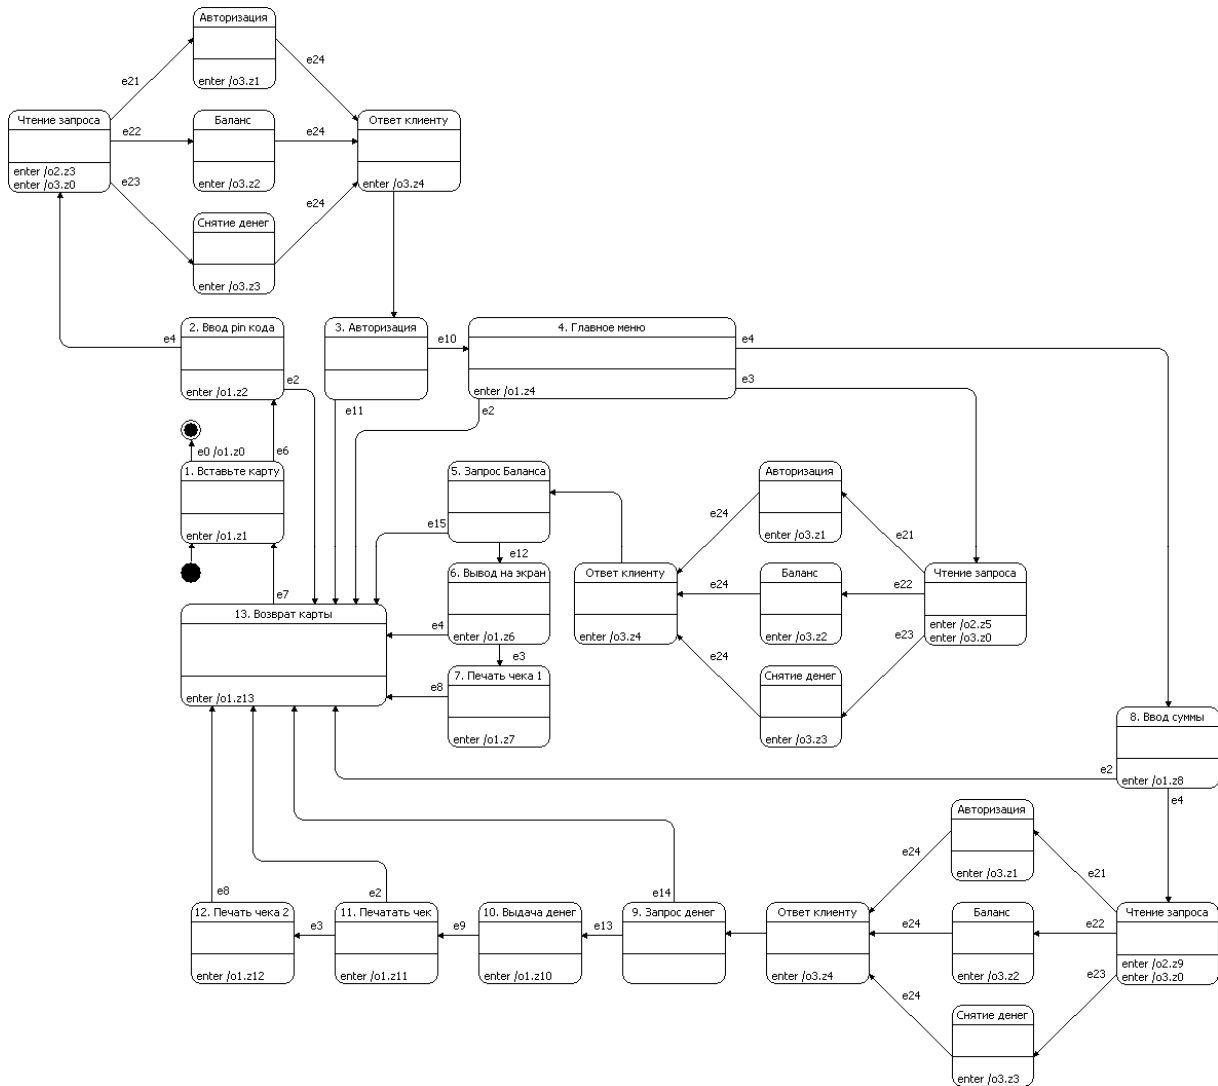 Авторизация
enter /o3.z1
e21
e24
Чтение запроса
enter /o2.z3
enter /o3.z0
e22
Баланс
enter /o3.z2
e24
Ответ клиенту
enter /o3.z4
e23
Снятие денег
enter /o3.z3
e24
2. Ввод pin кода
enter /o1.z2
e4
e2
3. Авторизация
e10
e11
4. Главное меню
enter /o1.z4
e4
e3
e2
e0 /o1.z0
e6
1. Вставьте карту
enter /o1.z1
e7
5. Запрос Баланса
e15
e12
6. Вывод на экран
enter /o1.z6
e4
e3
7. Печать чека 1
enter /o1.z7
e8
13. Возврат карты
enter /o1.z13
Авторизация
enter /o3.z1
e24
e21
Ответ клиенту
enter /o3.z4
e24
Баланс
enter /o3.z2
e22
Чтение запроса
enter /o2.z5
enter /o3.z0
e24
Снятие денег
enter /o3.z3
e23
8. Ввод суммы
enter /o1.z8
e2
e4
Авторизация
enter /o3.z1
e24
e21
12. Печать чека 2
enter /o1.z12
e8
e3
11. Печатать чек
enter /o1.z11
e2
e9
10. Выдача денег
enter /o1.z10
e13
9. Запрос денег
e14
Ответ клиенту
enter /o3.z4
e24
Баланс
enter /o3.z2
e22
Чтение запроса
enter /o2.z9
enter /o3.z0
e24
Снятие денег
enter /o3.z3
e23